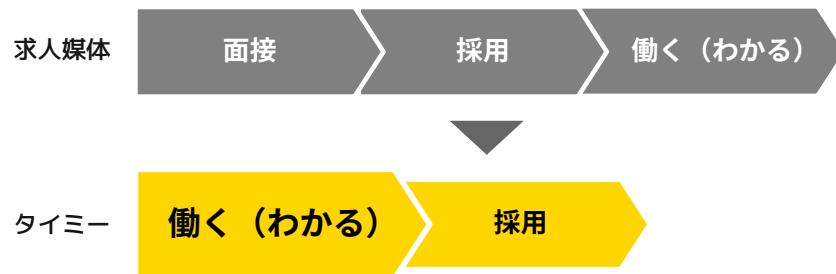 求人媒体
面接
採用
働く（わかる）
タイミー
働く（わかる）
採用